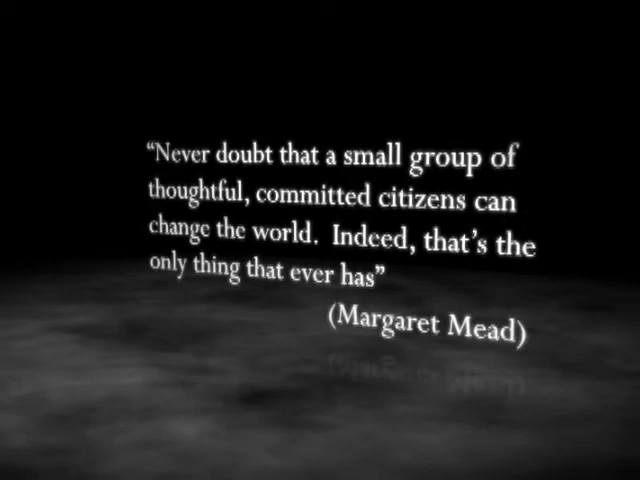 “Never doubt that a small group of
thoughtful, committed citizens can
change the world.  Indeed, that’s the
only thing that ever has”
(Margaret Mead)